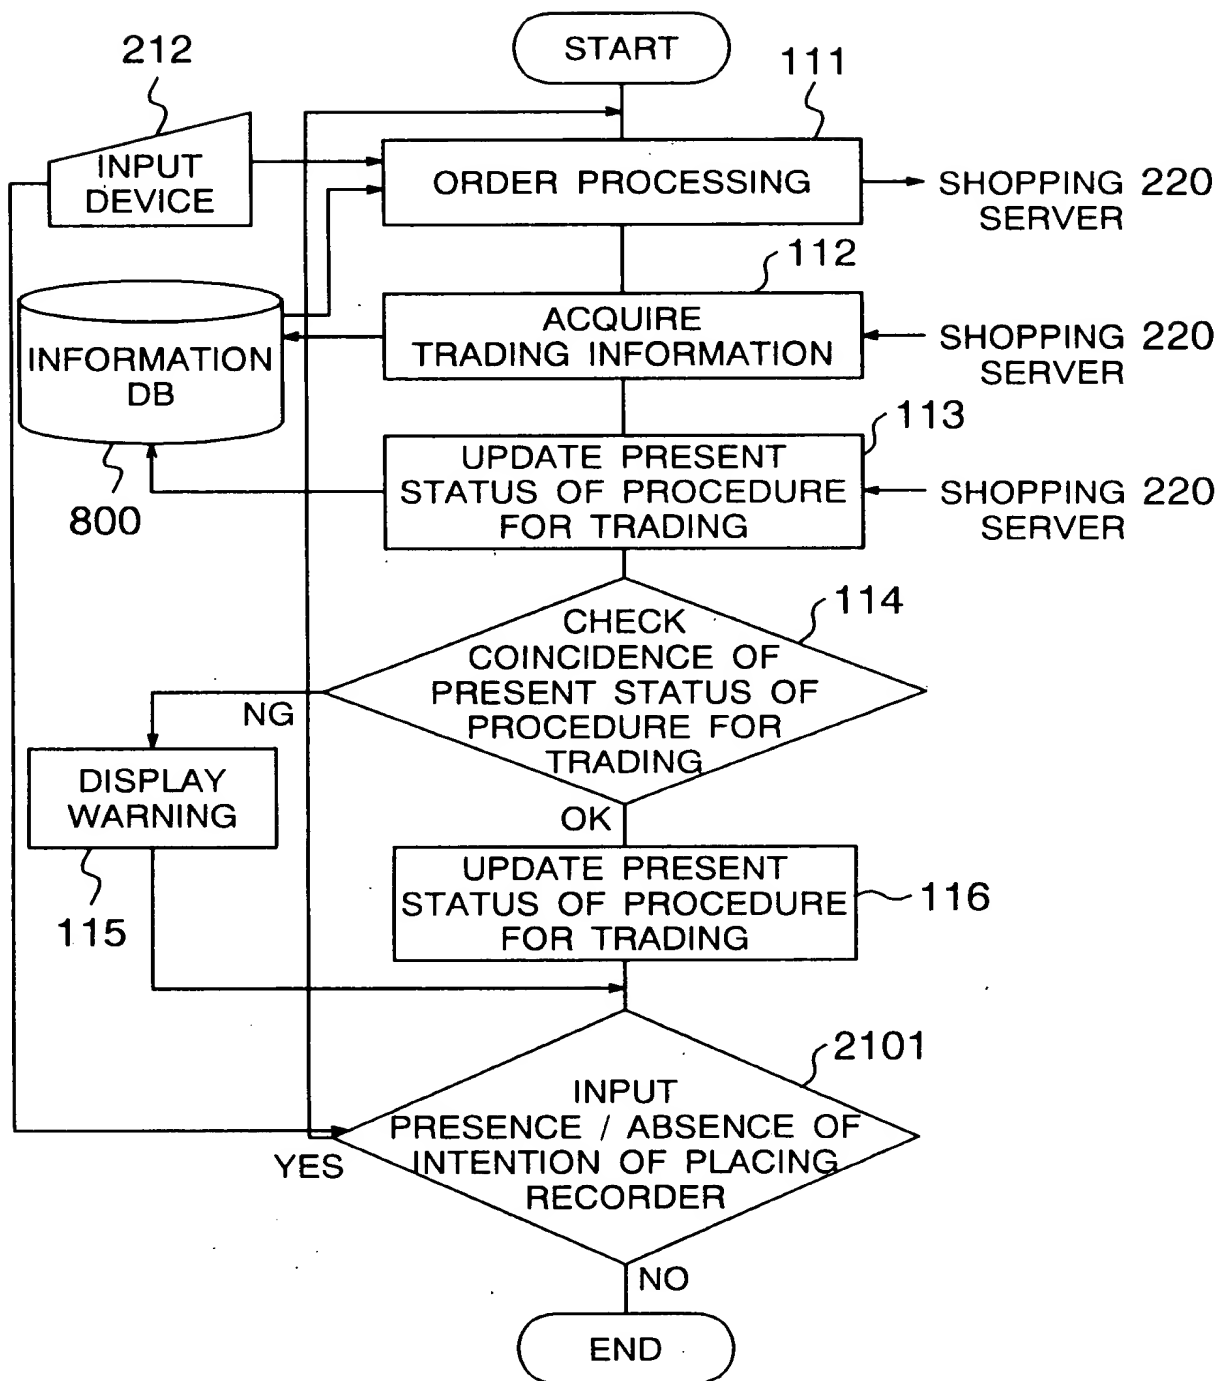 START
212
111
INPUT
DEVICE
ORDER PROCESSING
SHOPPING 220
SERVER
112
ACQUIRE
TRADING INFORMATION
SHOPPING 220
SERVER
INFORMATION
DB
800
113
UPDATE PRESENT
STATUS OF PROCEDURE
FOR TRADING
SHOPPING 220
SERVER
114
CHECK
COINCIDENCE OF
PRESENT STATUS OF
PROCEDURE FOR
TRADING
NG
DISPLAY
WARNING
115
OK
UPDATE PRESENT
STATUS OF PROCEDURE
FOR TRADING
116
2101
INPUT
PRESENCE / ABSENCE OF
INTENTION OF PLACING
RECORDER
YES
NO
END